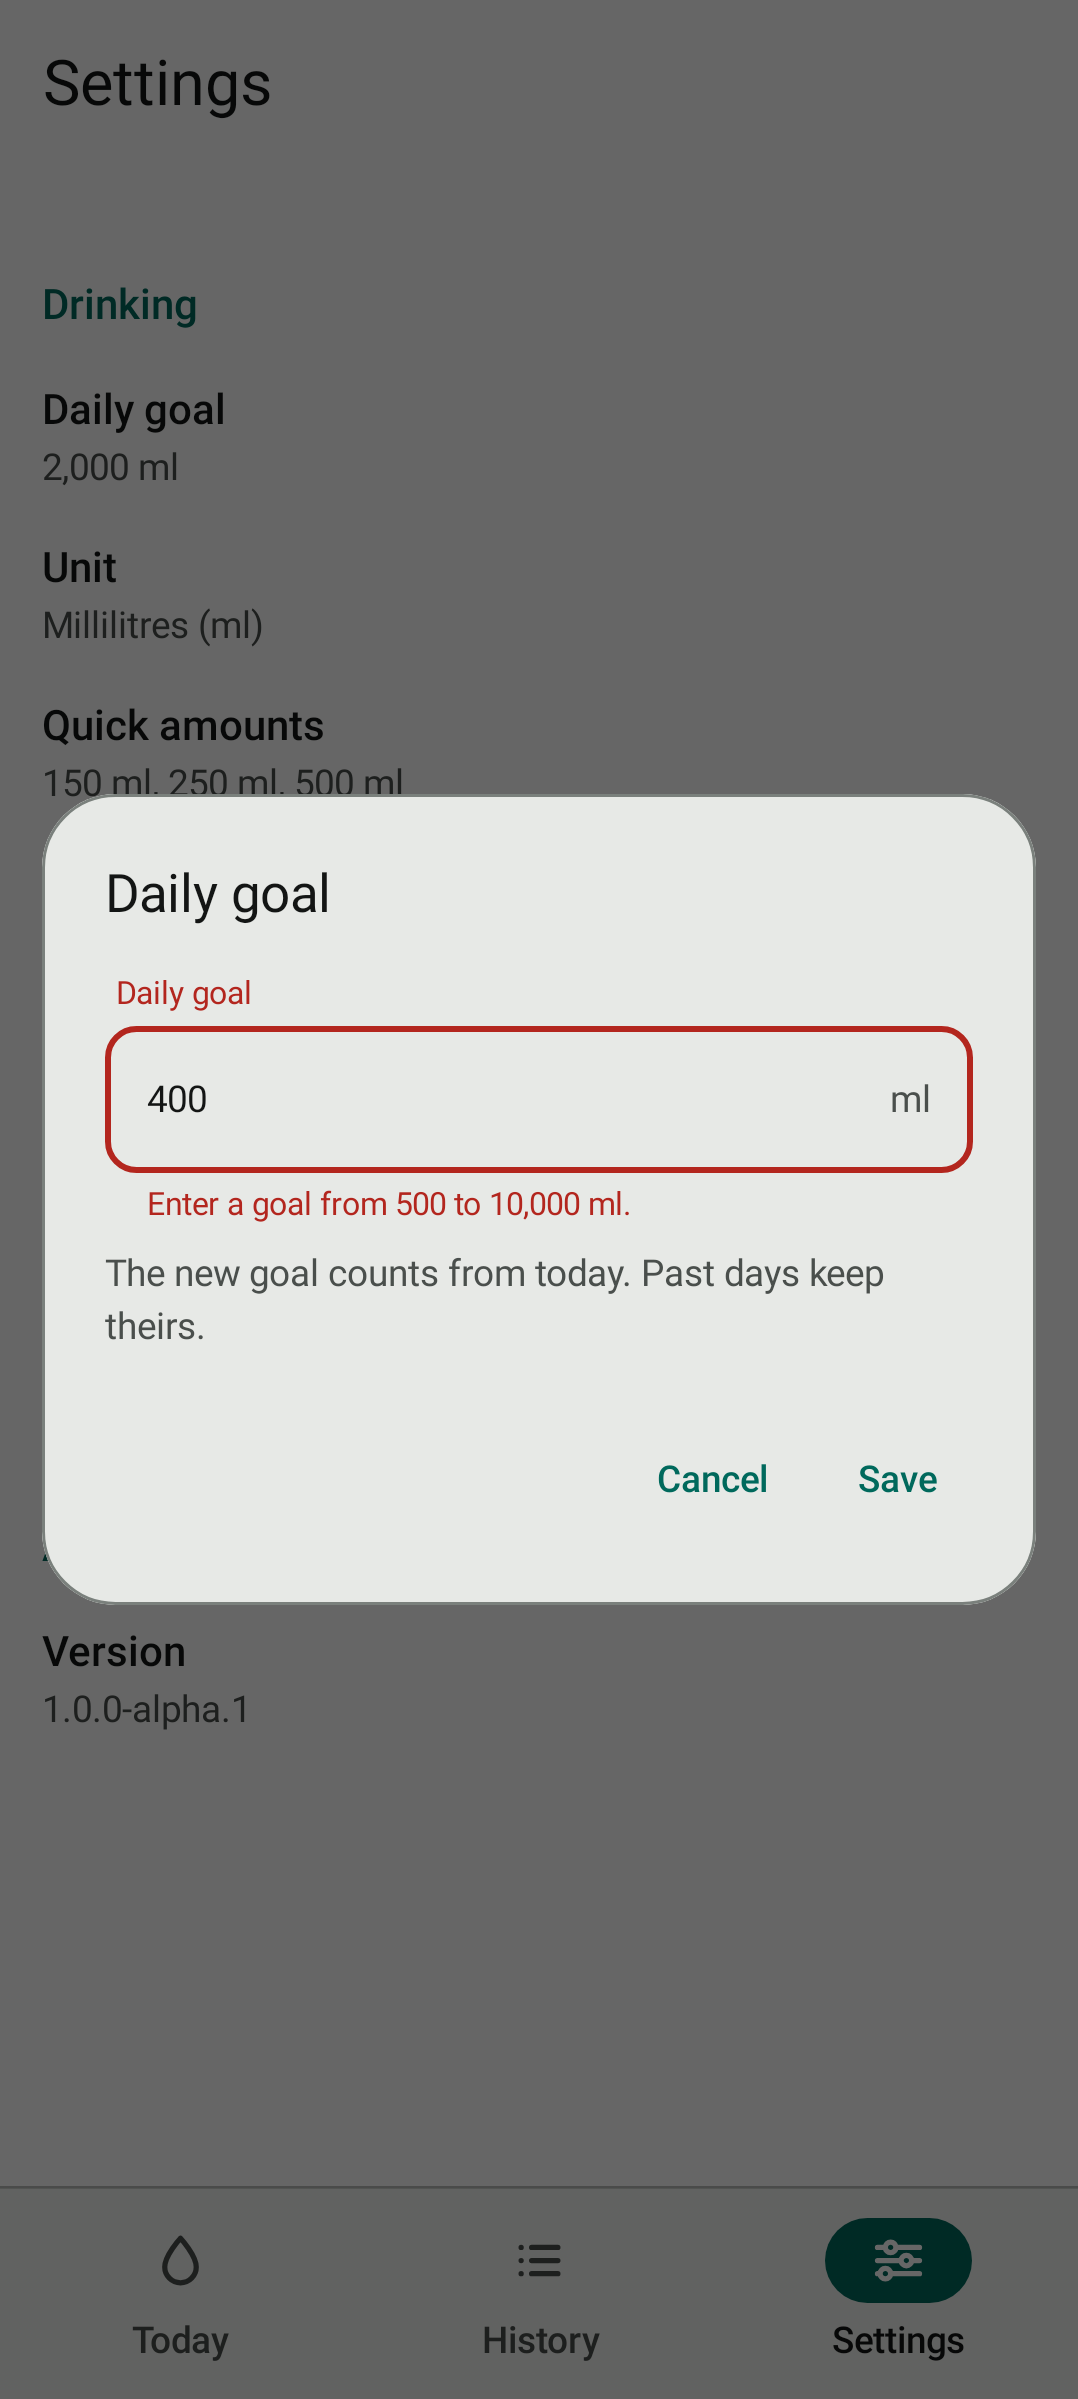 Settings
Drinking
Daily goal
2,000 ml
Unit
Millilitres (ml)
Quick amounts
150 ml, 250 ml, 500 ml
Daily goal
Daily goal
400 ml
Enter a goal from 500 to 10,000 ml.
The new goal counts from today. Past days keep
theirs.
Cancel Save
Version
1.0.0-alpha.1
Today History Settings